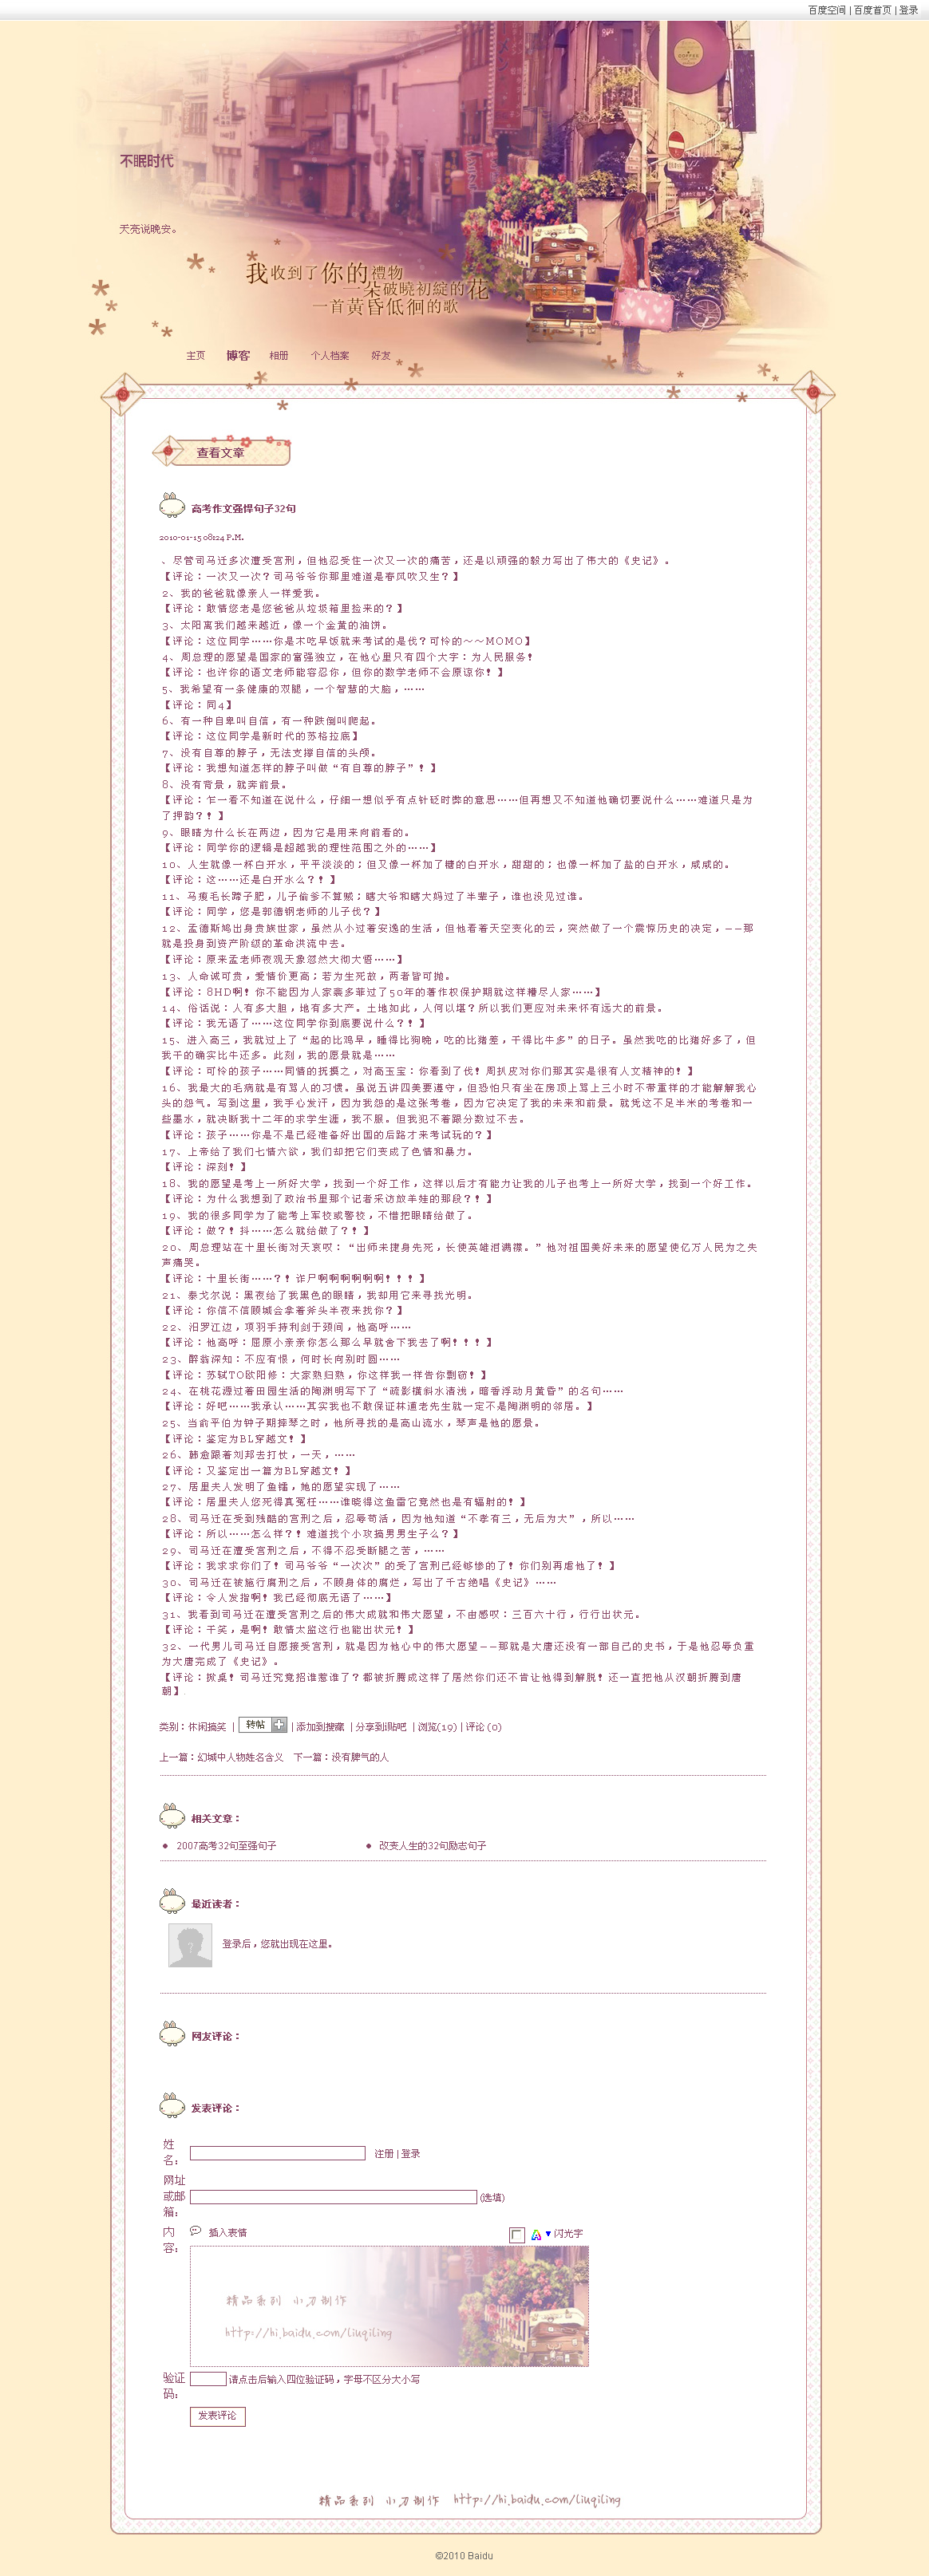 百度空间 | 百度首页 | 登录
不眠时代
天亮说晚安。
我收到了你的禮物
一朵破曉初綻的花
一首黃昏低徊的歌
主页 博客 相册 个人档案 好友
查看文章
高考作文强悍句子32句
2010-01-15 08:24 P.M.
、尽管司马迁多次遭受宫刑，但他忍受住一次又一次的痛苦，还是以顽强的毅力写出了伟大的《史记》。
【评论：一次又一次？司马爷爷你那里难道是春风吹又生？】
2、我的爸爸就像亲人一样爱我。
【评论：敢情您老是您爸爸从垃圾箱里捡来的？】
3、太阳离我们越来越近，像一个金黄的油饼。
【评论：这位同学……你是木吃早饭就来考试的是伐？可怜的～～MOMO】
4、周总理的愿望是国家的富强独立，在他心里只有四个大字：为人民服务！
【评论：也许你的语文老师能容忍你，但你的数学老师不会原谅你！】
5、我希望有一条健康的双腿，一个智慧的大脑，……
【评论：同4】
6、有一种自卑叫自信，有一种跌倒叫爬起。
【评论：这位同学是新时代的苏格拉底】
7、没有自尊的脖子，无法支撑自信的头颅。
【评论：我想知道怎样的脖子叫做“有自尊的脖子”！】
8、没有背景，就奔前景。
【评论：乍一看不知道在说什么，仔细一想似乎有点针砭时弊的意思……但再想又不知道他确切要说什么……难道只是为
了押韵？！】
9、眼睛为什么长在两边，因为它是用来向前看的。
【评论：同学你的逻辑是超越我的理性范围之外的……】
10、人生就像一杯白开水，平平淡淡的；但又像一杯加了糖的白开水，甜甜的；也像一杯加了盐的白开水，咸咸的。
【评论：这……还是白开水么？！】
11、马瘦毛长蹄子肥，儿子偷爹不算贼；瞎大爷和瞎大妈过了半辈子，谁也没见过谁。
【评论：同学，您是郭德钢老师的儿子伐？】
12、孟德斯鸠出身贵族世家，虽然从小过着安逸的生活，但他看着天空变化的云，突然做了一个震惊历史的决定，——那
就是投身到资产阶级的革命洪流中去。
【评论：原来孟老师夜观天象忽然大彻大悟……】
13、人命诚可贵，爱情价更高；若为生死故，两者皆可抛。
【评论：8HD啊！你不能因为人家裴多菲过了50年的著作权保护期就这样糟尽人家……】
14、俗话说：人有多大胆，地有多大产。土地如此，人何以堪？所以我们更应对未来怀有远大的前景。
【评论：我无语了……这位同学你到底要说什么？！】
15、进入高三，我就过上了“起的比鸡早，睡得比狗晚，吃的比猪差，干得比牛多”的日子。虽然我吃的比猪好多了，但
我干的确实比牛还多。此刻，我的愿景就是……
【评论：可怜的孩子……同情的抚摸之，对高玉宝：你看到了伐！周扒皮对你们那其实是很有人文精神的！】
16、我最大的毛病就是有骂人的习惯。虽说五讲四美要遵守，但恐怕只有坐在房顶上骂上三小时不带重样的才能解解我心
头的怨气。写到这里，我手心发汗，因为我怨的是这张考卷，因为它决定了我的未来和前景。就凭这不足半米的考卷和一
些墨水，就决断我十二年的求学生涯，我不服。但我犯不着跟分数过不去。
【评论：孩子……你是不是已经准备好出国的后路才来考试玩的？】
17、上帝给了我们七情六欲，我们却把它们变成了色情和暴力。
【评论：深刻！】
18、我的愿望是考上一所好大学，找到一个好工作，这样以后才有能力让我的儿子也考上一所好大学，找到一个好工作。
【评论：为什么我想到了政治书里那个记者采访放羊娃的那段？！】
19、我的很多同学为了能考上军校或警校，不惜把眼睛给做了。
【评论：做？！抖……怎么就给做了？！】
20、周总理站在十里长街对天哀叹：“出师未捷身先死，长使英雄泪满襟。”他对祖国美好未来的愿望使亿万人民为之失
声痛哭。
【评论：十里长街……？！诈尸啊啊啊啊啊啊！！！】
21、泰戈尔说：黑夜给了我黑色的眼睛，我却用它来寻找光明。
【评论：你信不信顾城会拿着斧头半夜来找你？】
22、汨罗江边，项羽手持利剑于颈间，他高呼……
【评论：他高呼：屈原小亲亲你怎么那么早就舍下我去了啊！！！】
23、醉翁深知：不应有恨，何时长向别时圆……
【评论：苏轼TO欧阳修：大家熟归熟，你这样我一样告你剽窃！】
24、在桃花源过着田园生活的陶渊明写下了“疏影横斜水清浅，暗香浮动月黄昏”的名句……
【评论：好吧……我承认……其实我也不敢保证林逋老先生就一定不是陶渊明的邻居。】
25、当俞平伯为钟子期摔琴之时，他所寻找的是高山流水，琴声是他的愿景。
【评论：鉴定为BL穿越文！】
26、韩愈跟着刘邦去打仗，一天，……
【评论：又鉴定出一篇为BL穿越文！】
27、居里夫人发明了鱼镭，她的愿望实现了……
【评论：居里夫人您死得真冤枉……谁晓得这鱼雷它竟然也是有辐射的！】
28、司马迁在受到残酷的宫刑之后，忍辱苟活，因为他知道“不孝有三，无后为大”，所以……
【评论：所以……怎么样？！难道找个小攻搞男男生子么？】
29、司马迁在遭受宫刑之后，不得不忍受断腿之苦，……
【评论：我求求你们了！司马爷爷“一次次”的受了宫刑已经够惨的了！你们别再虐他了！】
30、司马迁在被施行腐刑之后，不顾身体的腐烂，写出了千古绝唱《史记》……
【评论：令人发指啊！我已经彻底无语了……】
31、我看到司马迁在遭受宫刑之后的伟大成就和伟大愿望，不由感叹：三百六十行，行行出状元。
【评论：干笑，是啊！敢情太监这行也能出状元！】
32、一代男儿司马迁自愿接受宫刑，就是因为他心中的伟大愿望——那就是大唐还没有一部自己的史书，于是他忍辱负重
为大唐完成了《史记》。
【评论：掀桌！司马迁究竟招谁惹谁了？都被折腾成这样了居然你们还不肯让他得到解脱！还一直把他从汉朝折腾到唐
朝】
类别：休闲搞笑 | 转帖 | 添加到搜藏 | 分享到i贴吧 | 浏览(19) | 评论 (0)
上一篇：幻城中人物姓名含义 下一篇：没有脾气的人
相关文章：
2007高考32句至强句子 改变人生的32句励志句子
最近读者：
登录后，您就出现在这里。
网友评论：
发表评论：
姓
名：
注册 | 登录
网址
或邮
箱：
(选填)
内
容：
插入表情 闪光字
精品系列 小刀制作
http://hi.baidu.com/liuqiling
验证
码：
请点击后输入四位验证码，字母不区分大小写
发表评论
精品系列 小刀制作 http://hi.baidu.com/liuqiling
©2010 Baidu